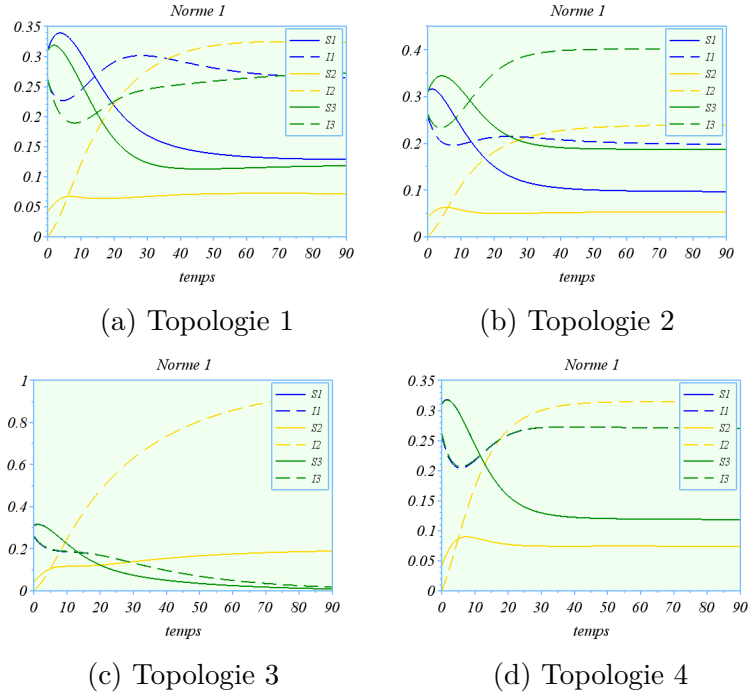 Norme 1
0.35
0.3
0.25
0.2
0.15
0.1
0.05
0
0 10 20 30 40 50 60 70 80 90
temps
S1
I1
S2
I2
S3
I3
(a) Topologie 1
Norme 1
0.4
0.3
0.2
0.1
0
0 10 20 30 40 50 60 70 80 90
temps
S1
I1
S2
I2
S3
I3
(b) Topologie 2
Norme 1
1
0.8
0.6
0.4
0.2
0
0 10 20 30 40 50 60 70 80 90
temps
S1
I1
S2
I2
S3
I3
(c) Topologie 3
Norme 1
0.35
0.3
0.25
0.2
0.15
0.1
0.05
0
0 10 20 30 40 50 60 70 80 90
temps
S1
I1
S2
I2
S3
I3
(d) Topologie 4